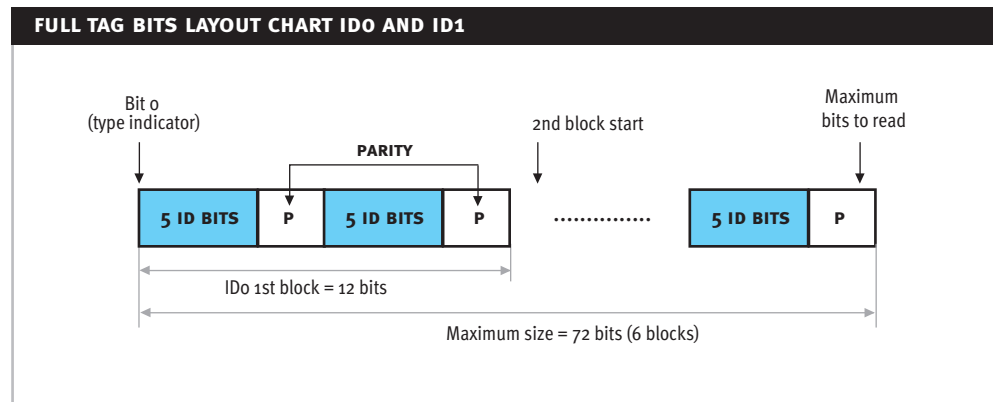 FULL TAG BITS LAYOUT CHART ID0 AND ID1
Bit 0
(type indicator)
PARITY
2nd block start
Maximum
bits to read
5 ID BITS P 5 ID BITS P ............... 5 ID BITS P
ID0 1st block = 12 bits
Maximum size = 72 bits (6 blocks)